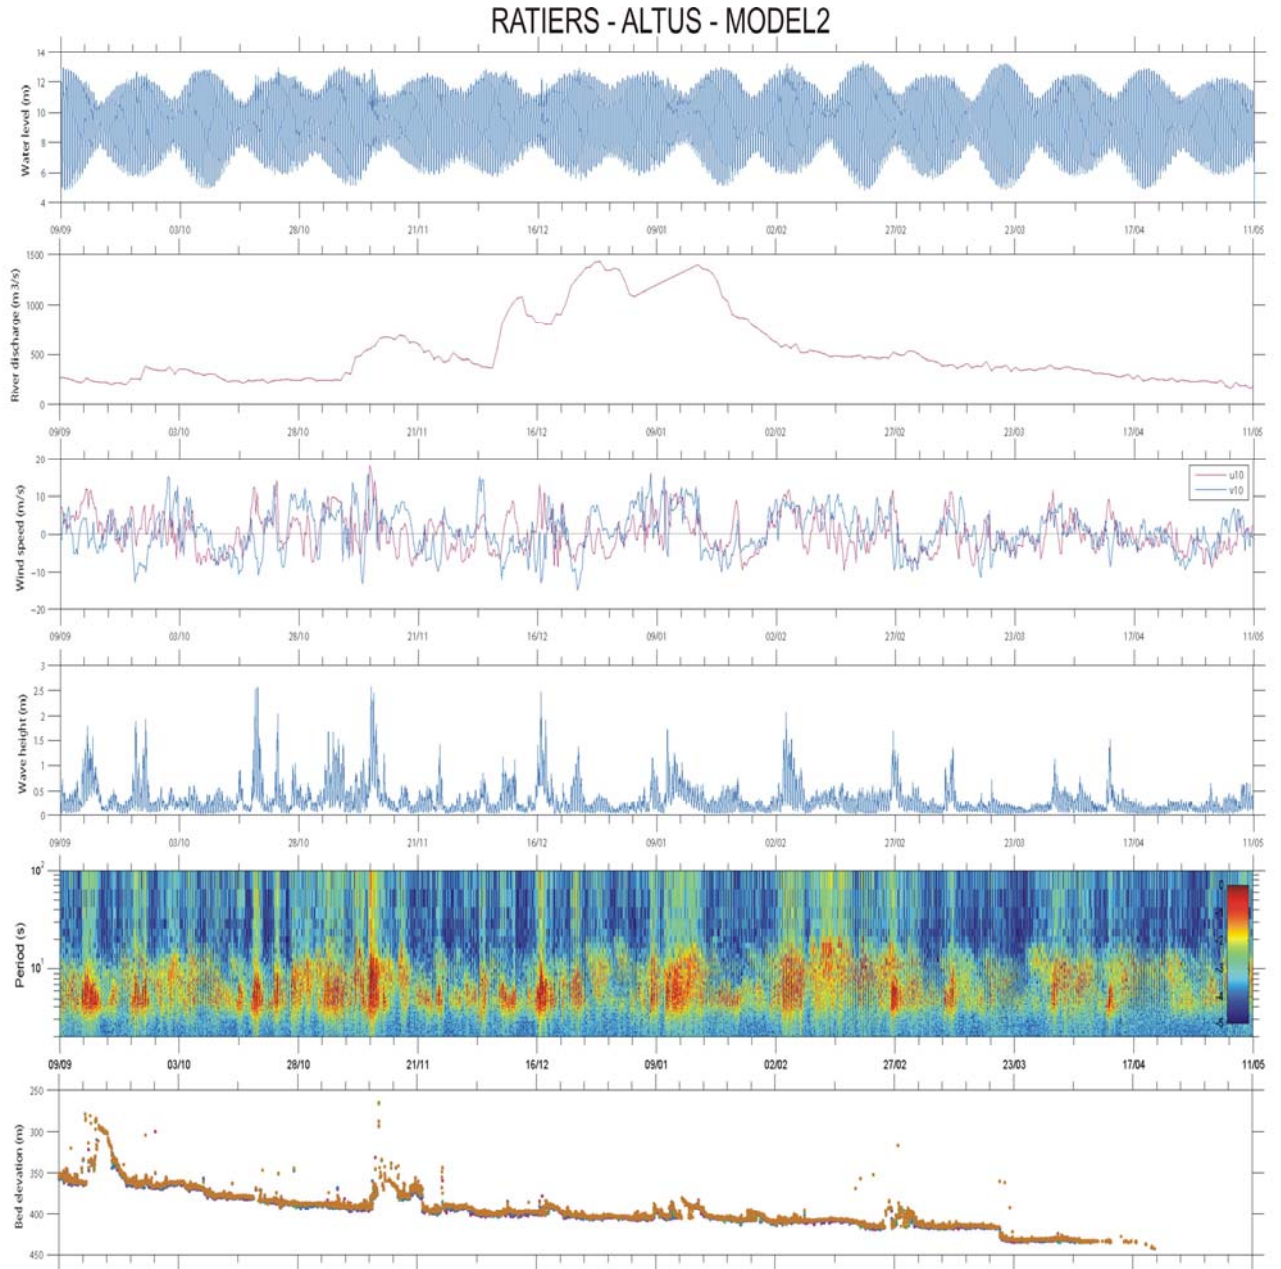 RATIERS - ALTUS - MODEL2
14
12
10
8
6
4
Water level (m)
09/09 03/10 28/10 21/11 16/12 09/01 02/02 27/02 23/03 17/04 11/05
1500
1000
500
0
River discharge (m3/s)
09/09 03/10 28/10 21/11 16/12 09/01 02/02 27/02 23/03 17/04 11/05
20
10
0
-10
-20
Wind speed (m/s)
u10
v10
09/09 03/10 28/10 21/11 16/12 09/01 02/02 27/02 23/03 17/04 11/05
3
2.5
2
1.5
1
0.5
0
Wave height (m)
09/09 03/10 28/10 21/11 16/12 09/01 02/02 27/02 23/03 17/04 11/05
10²
10¹
Period (s)
09/09 03/10 28/10 21/11 16/12 09/01 02/02 27/02 23/03 17/04 11/05
250
300
350
400
450
Bed elevation (m)